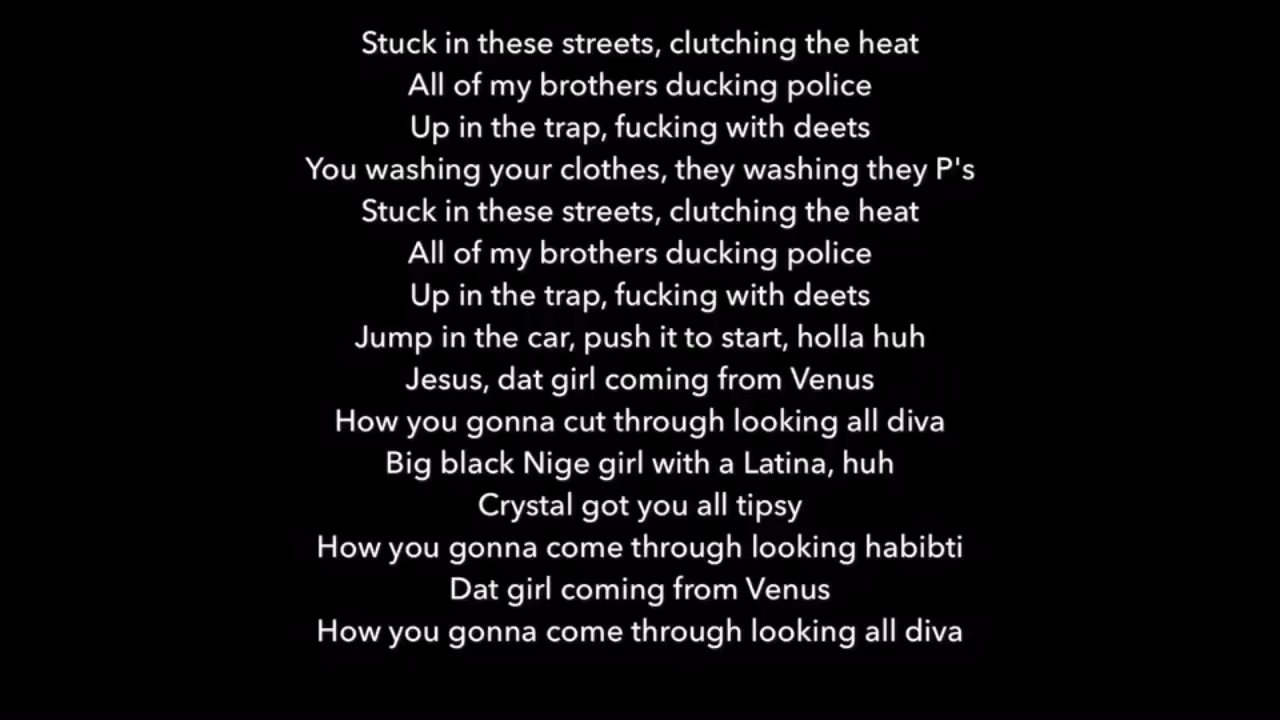 Stuck in these streets, clutching the heat
All of my brothers ducking police
Up in the trap, fucking with deets
You washing your clothes, they washing they P's
Stuck in these streets, clutching the heat
All of my brothers ducking police
Up in the trap, fucking with deets
Jump in the car, push it to start, holla huh
Jesus, dat girl coming from Venus
How you gonna cut through looking all diva
Big black Nige girl with a Latina, huh
Crystal got you all tipsy
How you gonna come through looking habibti
Dat girl coming from Venus
How you gonna come through looking all diva